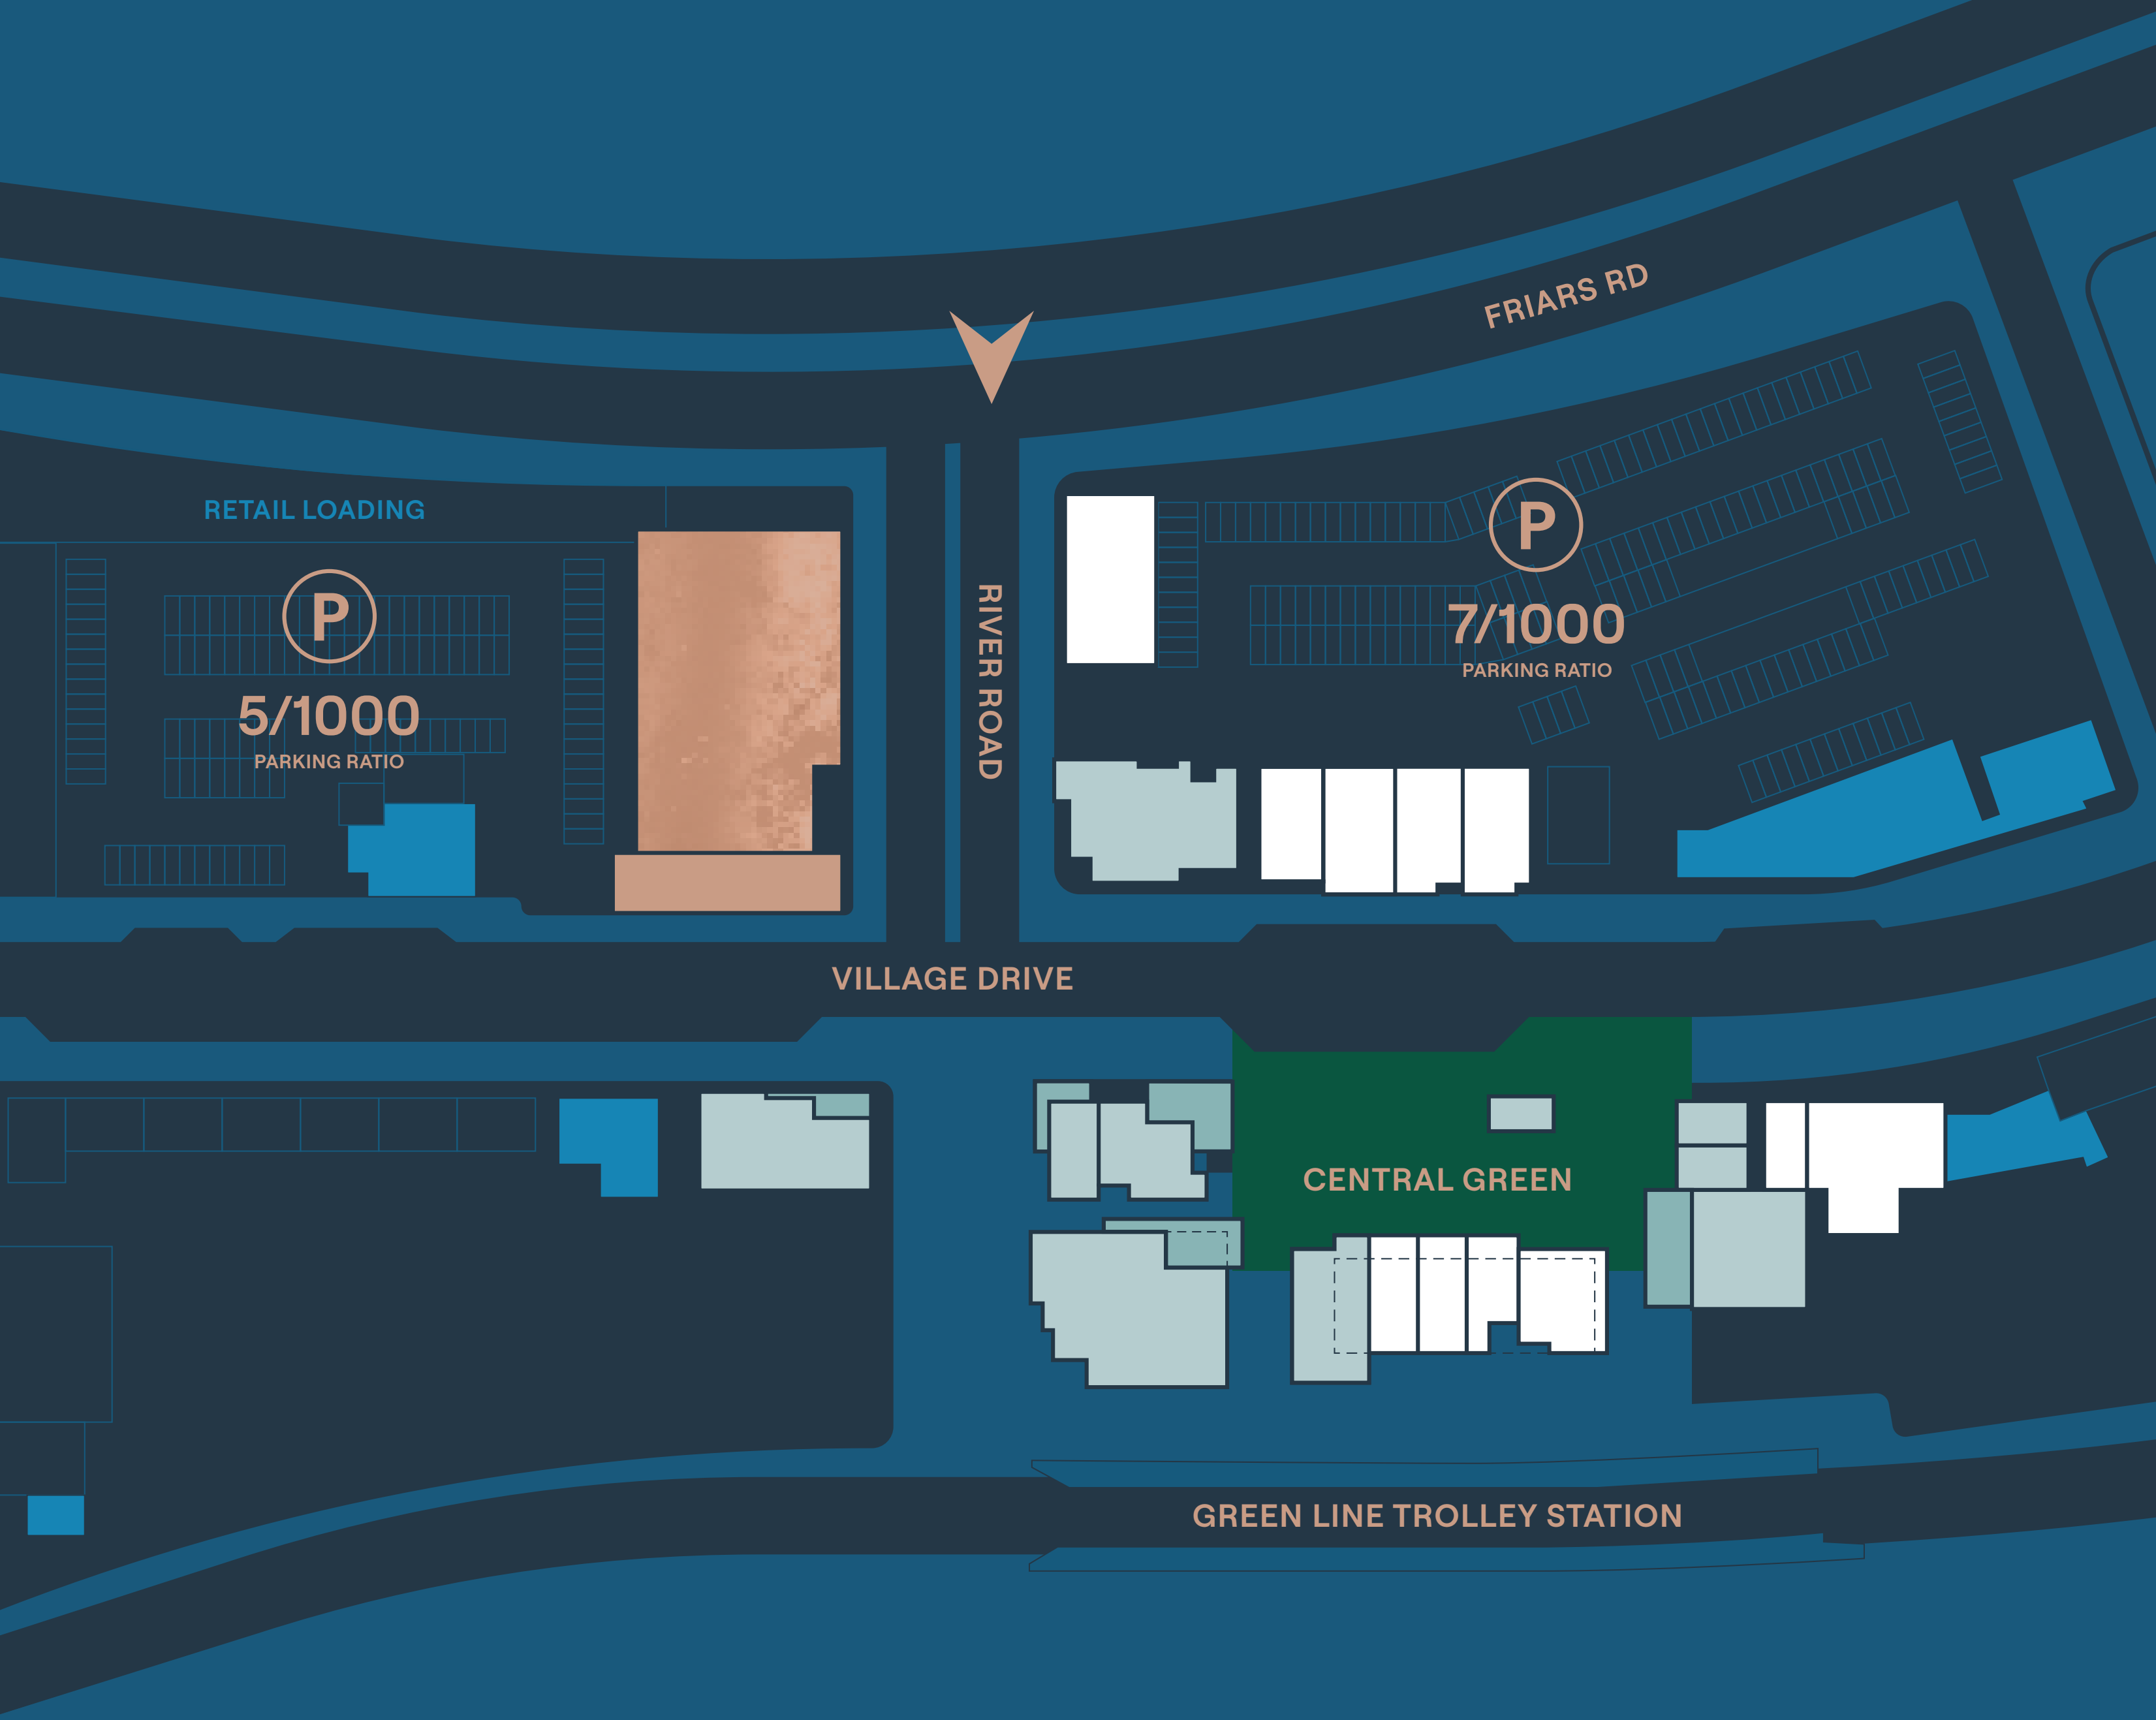 FRIARS RD
RETAIL LOADING
P
5/1000
PARKING RATIO
RIVER ROAD
P
7/1000
PARKING RATIO
VILLAGE DRIVE
CENTRAL GREEN
GREEN LINE TROLLEY STATION